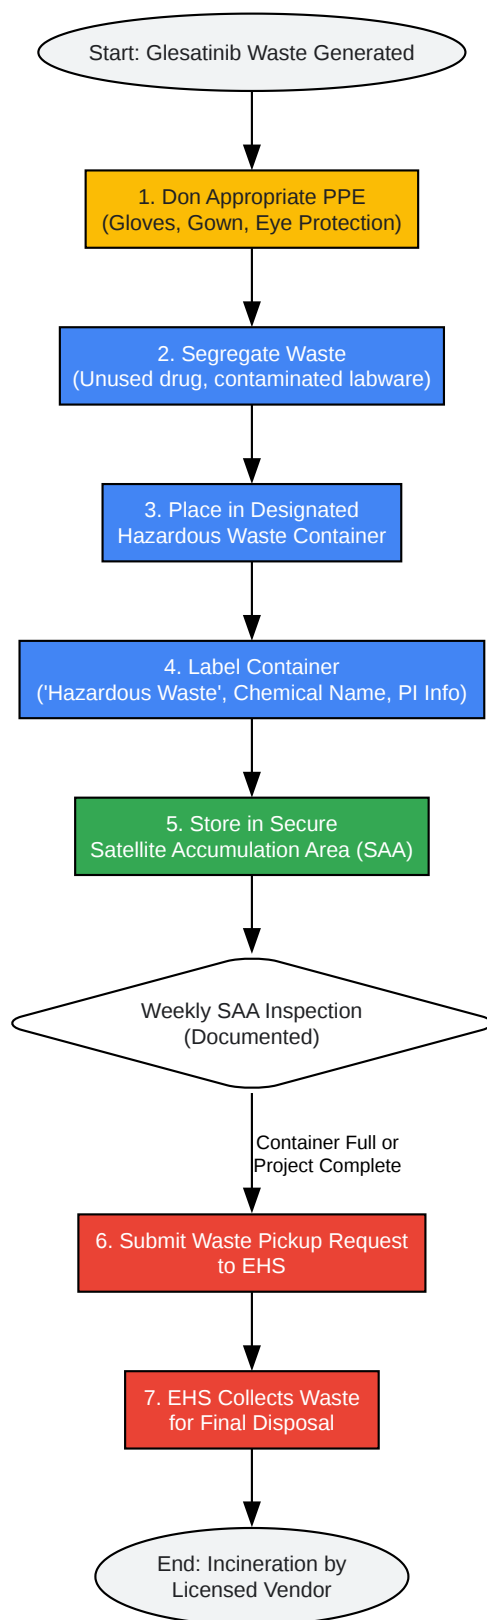 Start: Glesatinib Waste Generated
1. Don Appropriate PPE
(Gloves, Gown, Eye Protection)
2. Segregate Waste
(Unused drug, contaminated labware)
3. Place in Designated
Hazardous Waste Container
4. Label Container
('Hazardous Waste', Chemical Name, PI Info)
5. Store in Secure
Satellite Accumulation Area (SAA)
Weekly SAA Inspection
(Documented)
Container Full or
Project Complete
6. Submit Waste Pickup Request
to EHS
7. EHS Collects Waste
for Final Disposal
End: Incineration by
Licensed Vendor